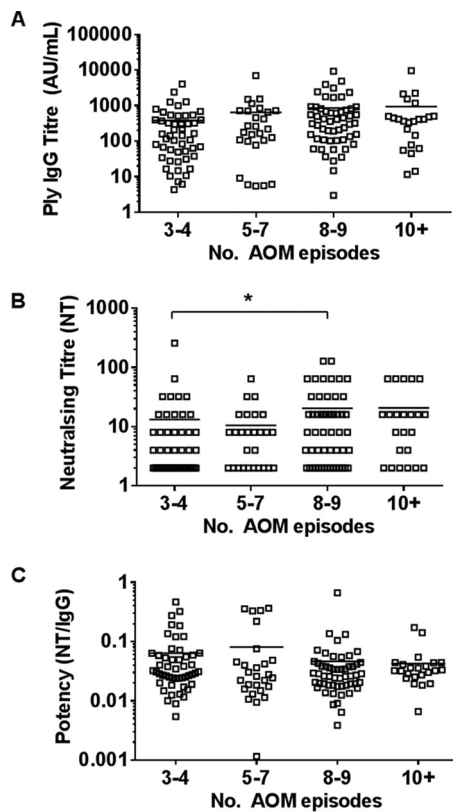 A
Ply IgG Titre (AU/mL)
100000
10000
1000
100
10
1
3-4 5-7 8-9 10+
No. AOM episodes
B
Neutralsing Titre (NT)
1000
100
10
1
*
3-4 5-7 8-9 10+
No. AOM episodes
C
Potency (NT/IgG)
1
0.1
0.01
0.001
3-4 5-7 8-9 10+
No. AOM episodes